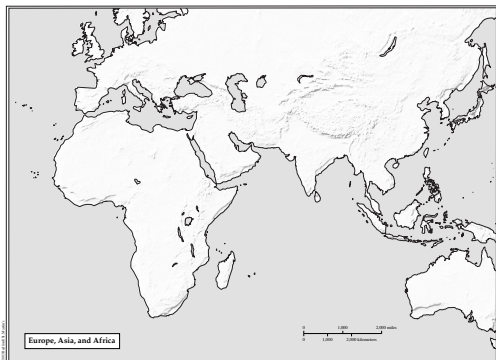 Europe, Asia, and Africa
0 1,000 2,000 miles
0 1,000 2,000 kilometers